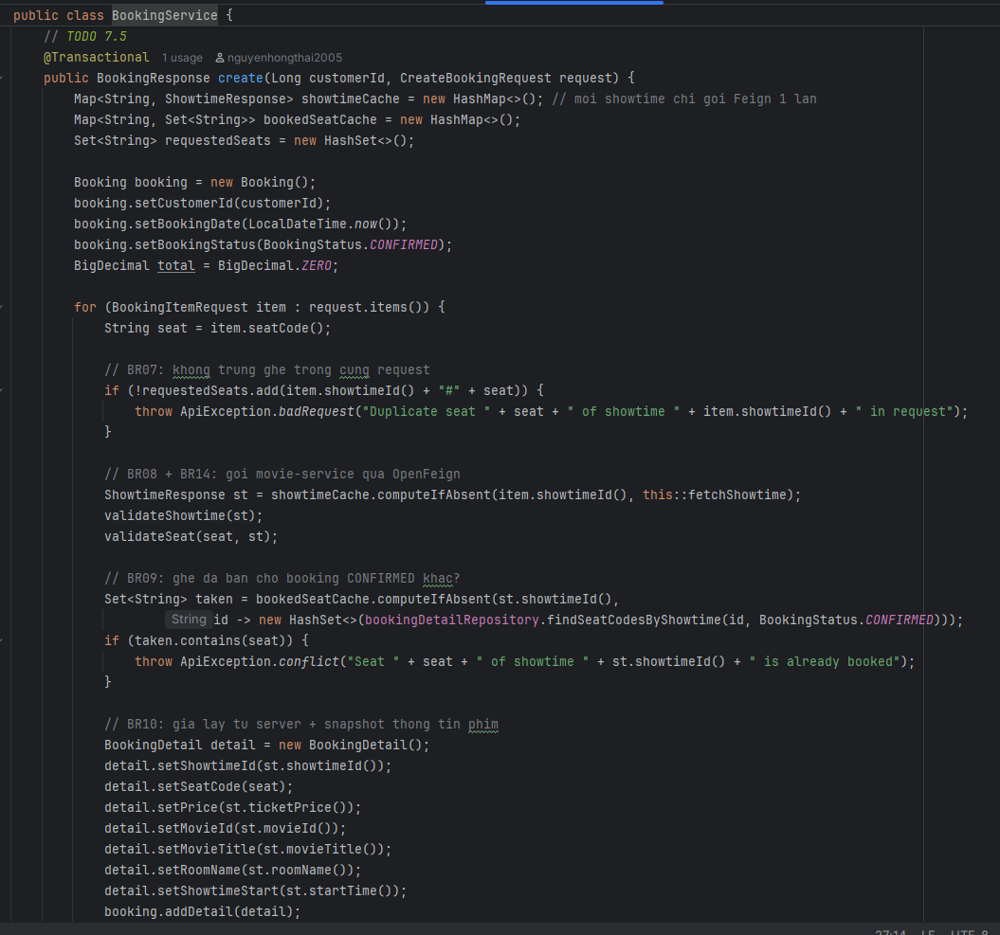 public class BookingService {
// TODO 7.5
@Transactional 1 usage nguyenhongthai2005
public BookingResponse create(Long customerId, CreateBookingRequest request) {
Map<String, ShowtimeResponse> showtimeCache = new HashMap<>(); // moi showtime chi goi Feign 1 lan
Map<String, Set<String>> bookedSeatCache = new HashMap<>();
Set<String> requestedSeats = new HashSet<>();
Booking booking = new Booking();
booking.setCustomerId(customerId);
booking.setBookingDate(LocalDateTime.now());
booking.setBookingStatus(BookingStatus.CONFIRMED);
BigDecimal total = BigDecimal.ZERO;
for (BookingItemRequest item : request.items()) {
String seat = item.seatCode();
// BR07: khong trung ghe trong cung request
if (!requestedSeats.add(item.showtimeId() + "#" + seat)) {
throw ApiException.badRequest("Duplicate seat " + seat + " of showtime " + item.showtimeId() + " in request");
}
// BR08 + BR14: goi movie-service qua OpenFeign
ShowtimeResponse st = showtimeCache.computeIfAbsent(item.showtimeId(), this::fetchShowtime);
validateShowtime(st);
validateSeat(seat, st);
// BR09: ghe da ban cho booking CONFIRMED khac?
Set<String> taken = bookedSeatCache.computeIfAbsent(st.showtimeId(),
String id -> new HashSet<>(bookingDetailRepository.findSeatCodesByShowtime(id, BookingStatus.CONFIRMED)));
if (taken.contains(seat)) {
throw ApiException.conflict("Seat " + seat + " of showtime " + st.showtimeId() + " is already booked");
}
// BR10: gia lay tu server + snapshot thong tin phim
BookingDetail detail = new BookingDetail();
detail.setShowtimeId(st.showtimeId());
detail.setSeatCode(seat);
detail.setPrice(st.ticketPrice());
detail.setMovieId(st.movieId());
detail.setMovieTitle(st.movieTitle());
detail.setRoomName(st.roomName());
detail.setShowtimeStart(st.startTime());
booking.addDetail(detail);
27:14 LF UTF-8